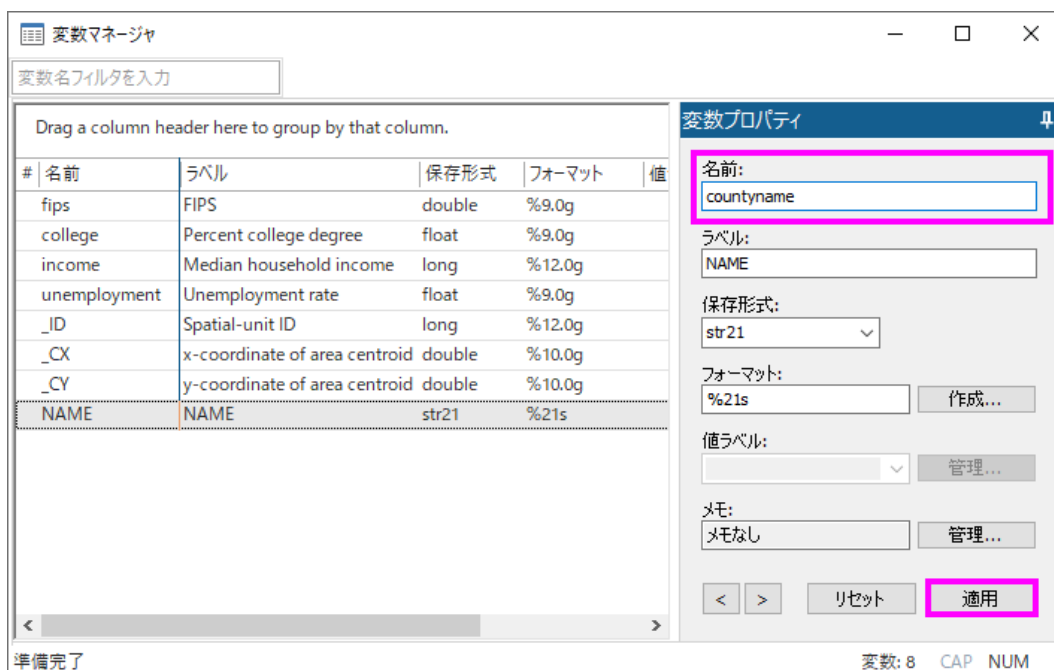 変数マネージャ
変数名フィルタを入力
Drag a column header here to group by that column.
# 名前 ラベル 保存形式 フォーマット 値
fips FIPS double %9.0g
college Percent college degree float %9.0g
income Median household income long %12.0g
unemployment Unemployment rate float %9.0g
_ID Spatial-unit ID long %12.0g
_CX x-coordinate of area centroid double %10.0g
_CY y-coordinate of area centroid double %10.0g
NAME NAME str21 %21s
変数プロパティ
名前:
countyname
ラベル:
NAME
保存形式:
str21
フォーマット:
%21s 作成...
値ラベル:
管理...
メモ:
メモなし 管理...
< > リセット 適用
準備完了 変数: 8 CAP NUM